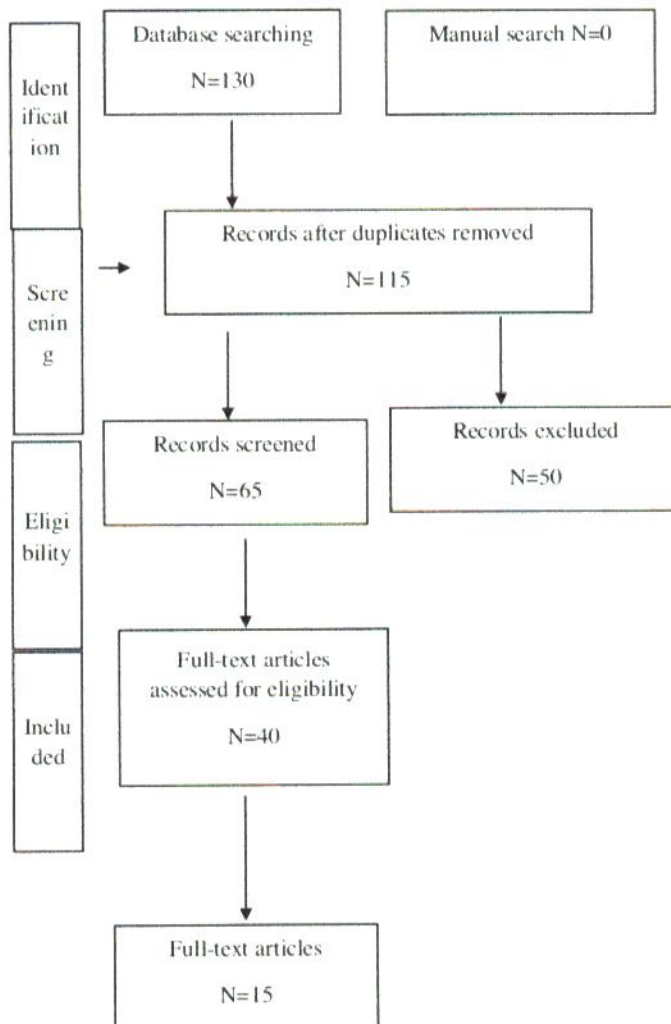 Database searching
N=130
Manual search N=0
Ident
ificat
ion
Records after duplicates removed
N=115
Scre
enin
g
Records screened
N=65
Records excluded
N=50
Eligi
bility
Full-text articles
assessed for eligibility
N=40
Inclu
ded
Full-text articles
N=15